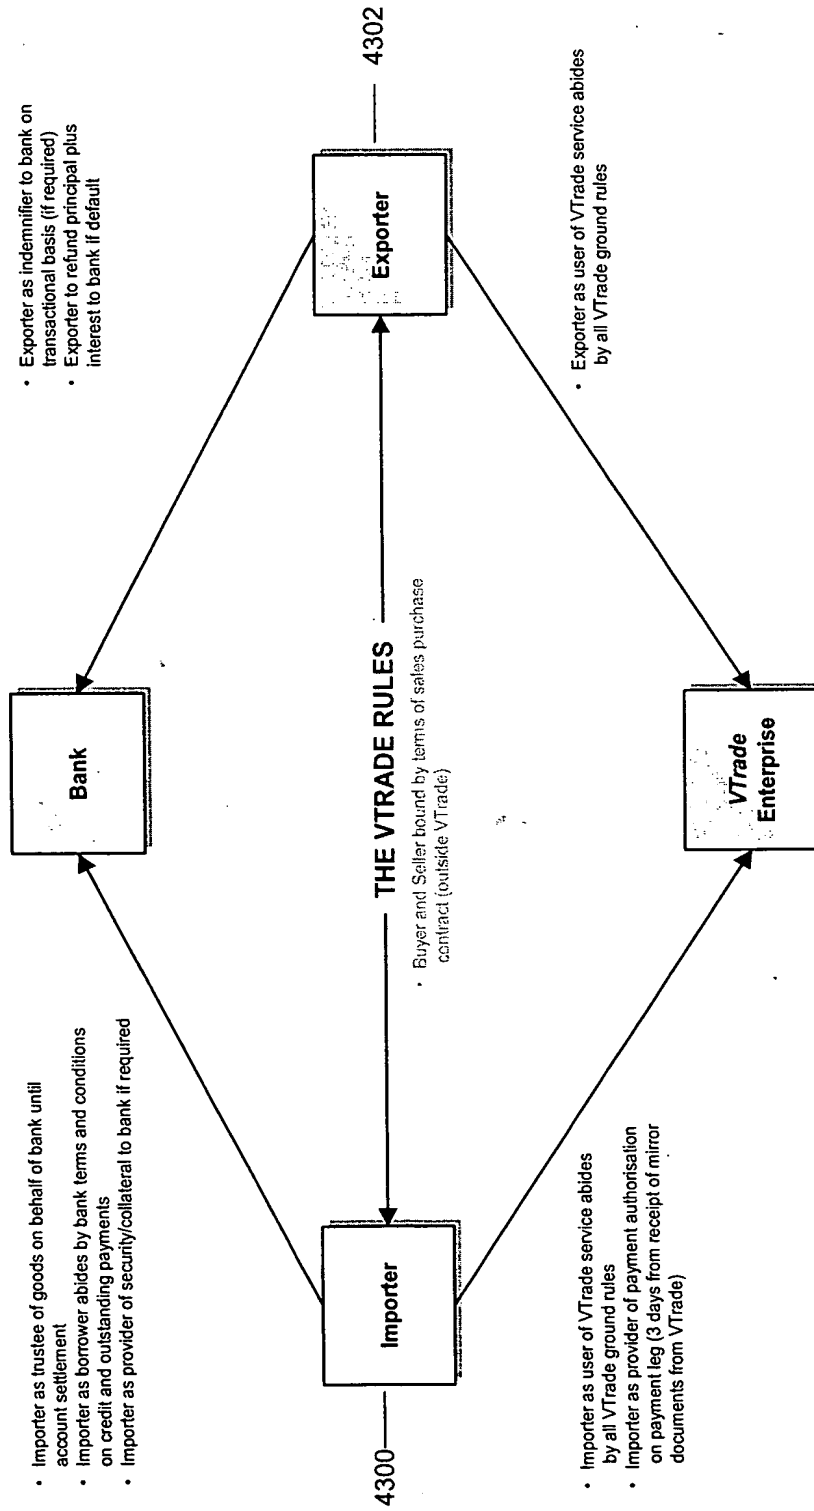 • Importer as trustee of goods on behalf of bank until
account settlement
• Importer as borrower abides by bank terms and conditions
on credit and outstanding payments
• Importer as provider of security/collateral to bank if required
Bank
• Exporter as indemnifier to bank on
transactional basis (if required)
• Exporter to refund principal plus
interest to bank if default
4300
Importer
THE VTRADE RULES
• Buyer and Seller bound by terms of sales purchase
contract (outside VTrade)
Exporter
4302
• Importer as user of VTrade service abides
by all VTrade ground rules
• Importer as provider of payment authorisation
on payment leg (3 days from receipt of mirror
documents from VTrade)
VTrade
Enterprise
• Exporter as user of VTrade service abides
by all VTrade ground rules